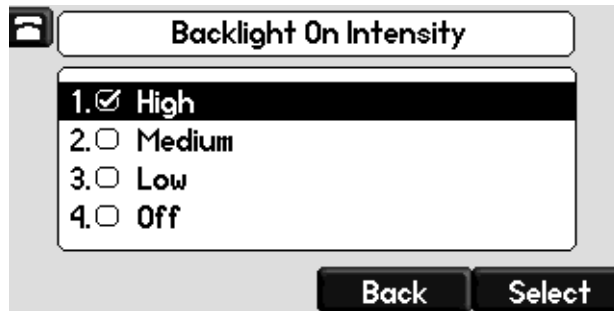 Backlight On Intensity
1. High
2. Medium
3. Low
4. Off
Back Select